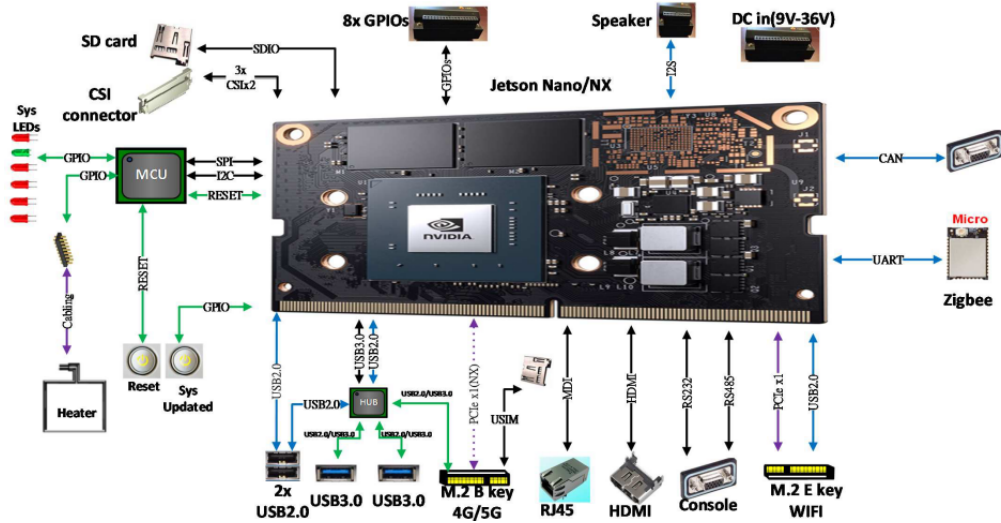 8x GPIOs
Speaker
DC in(9V-36V)
SD card
SDIO
3x
CSIx2
GPIOs
I2S
Jetson Nano/NX
CSI
connector
Sys
LEDs
GPIO
GPIO
MCU
SPI
I2C
RESET
NVIDIA
J1
U9
J2
CAN
Micro
UART
Zigbee
RESET
GPIO
Cabling
Reset
Sys
Updated
Heater
USB2.0
USB3.0
USB2.0
USB2.0
HUB
USB2.0/USB3.0
USB2.0/USB3.0
USB2.0/USB3.0
PCIe x1(NX)
USIM
MDI
HDMI
RS232
RS485
PCIe x1
USB2.0
2x
USB2.0
USB3.0
USB3.0
M.2 B key
4G/5G
RJ45
HDMI
Console
M.2 E key
WIFI